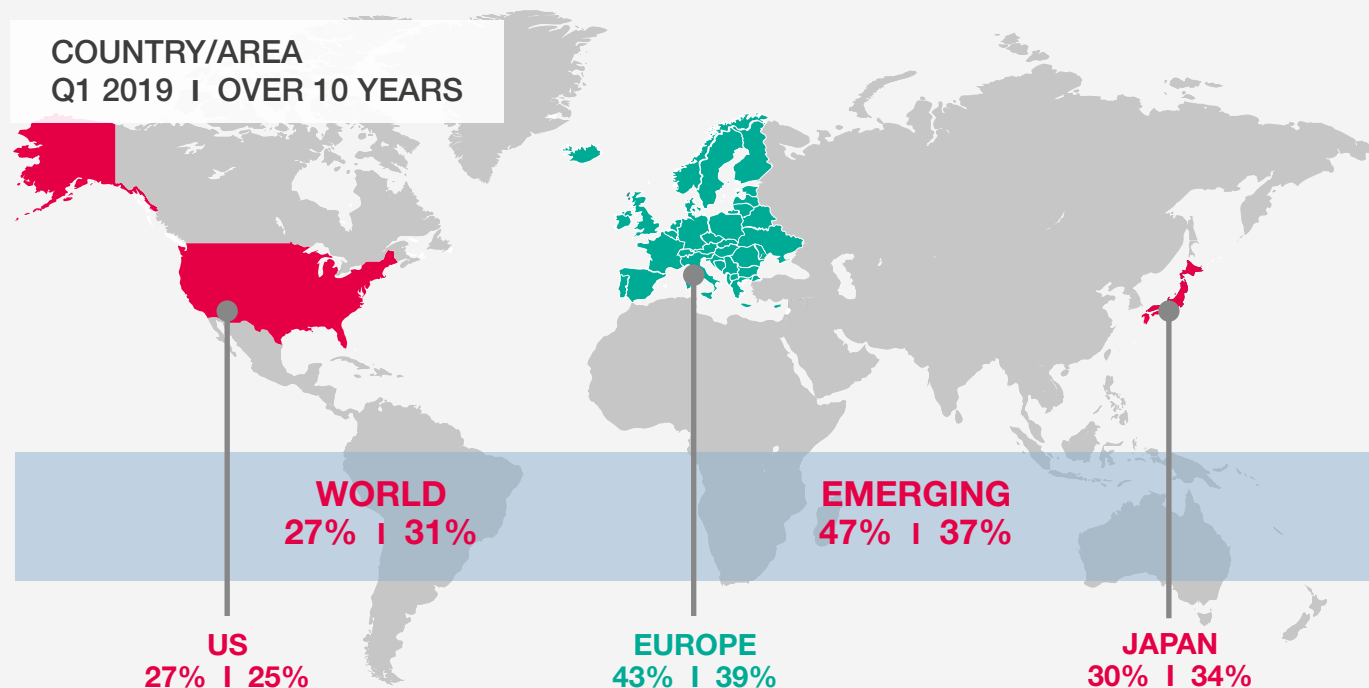 COUNTRY/AREA
Q1 2019 I OVER 10 YEARS
WORLD
27% I 31%
EMERGING
47% I 37%
US
27% I 25%
EUROPE
43% I 39%
JAPAN
30% I 34%